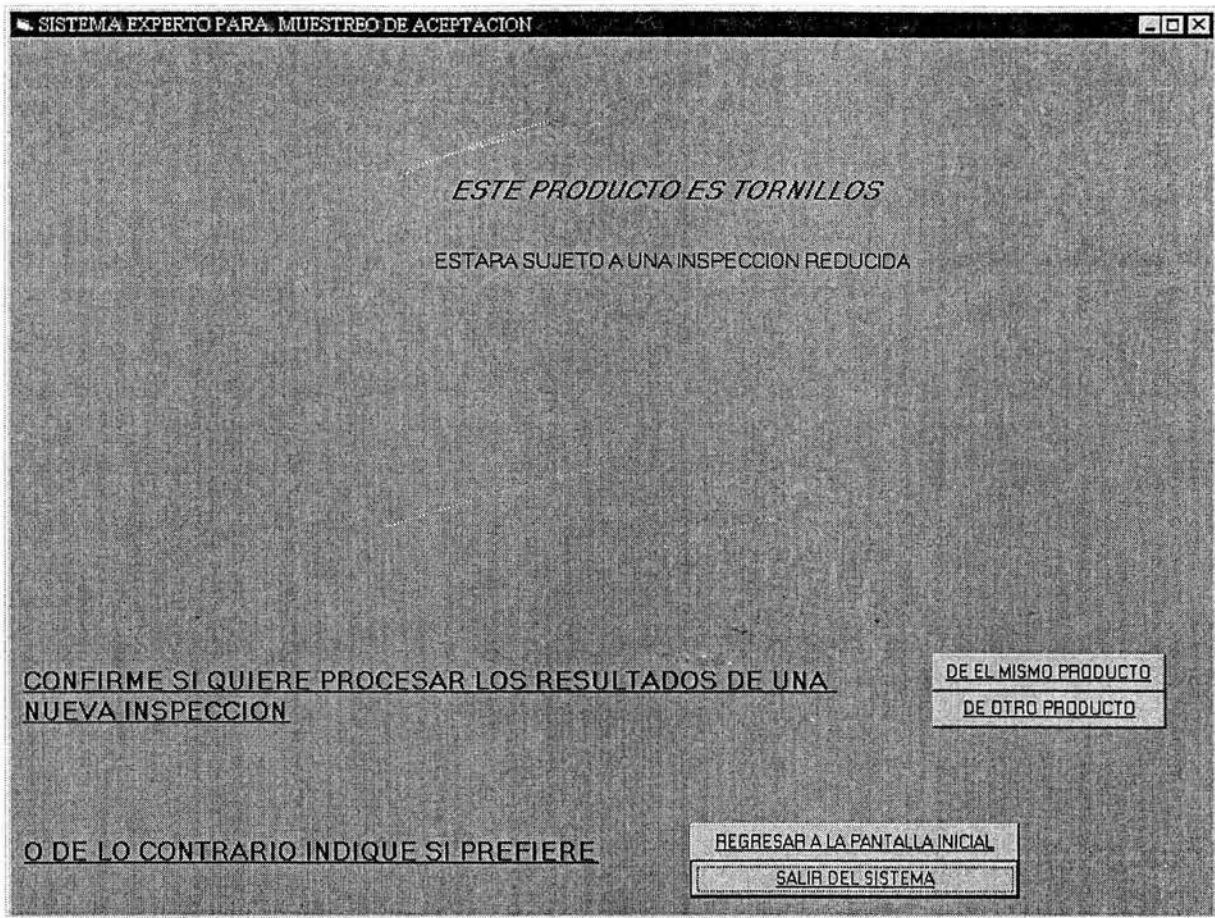 SISTEMA EXPERTO PARA MUESTREO DE ACEPTACION
ESTE PRODUCTO ES TORNILLOS
ESTARA SUJETO A UNA INSPECCION REDUCIDA
CONFIRME SI QUIERE PROCESAR LOS RESULTADOS DE UNA
NUEVA INSPECCION
DE EL MISMO PRODUCTO
DE OTRO PRODUCTO
O DE LO CONTRARIO INDIQUE SI PREFIERE
REGRESAR A LA PANTALLA INICIAL
SALIR DEL SISTEMA